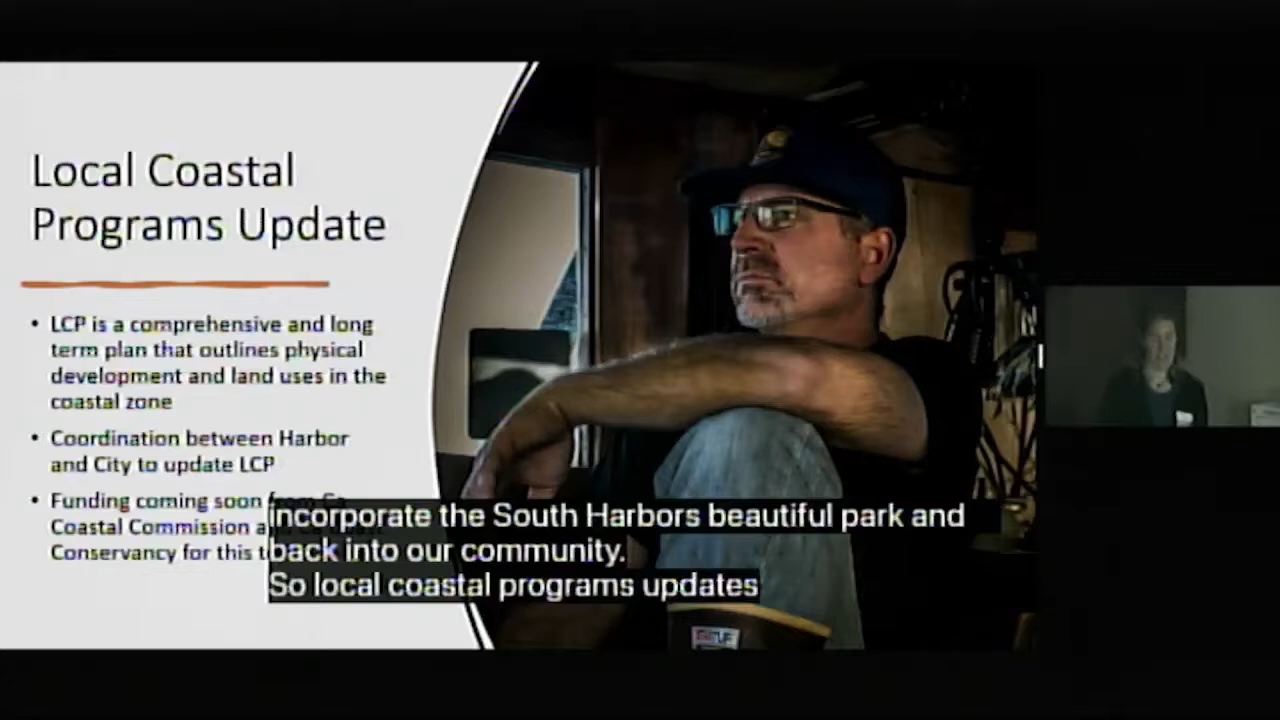 Local Coastal
Programs Update
• LCP is a comprehensive and long
term plan that outlines physical
development and land uses in the
coastal zone
• Coordination between Harbor
and City to update LCP
• Funding coming soon from Ca
Coastal Commission
Conservancy for this
incorporate the South Harbors beautiful park and
back into our community.
So local coastal programs updates